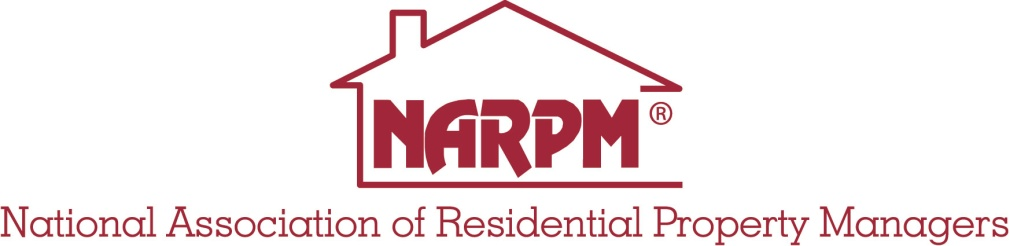 NARPM®
National Association of Residential Property Managers